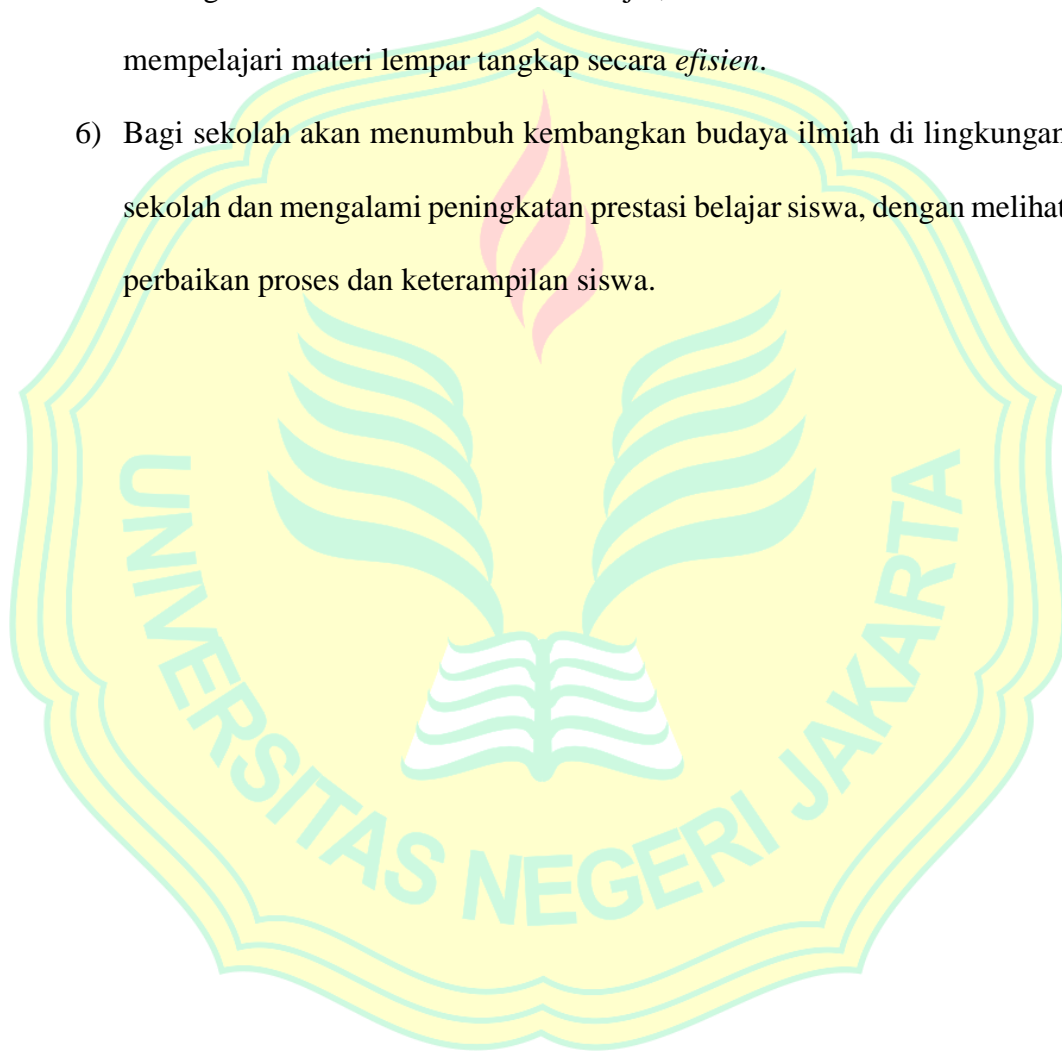 mempelajari materi lempar tangkap secara efisien.
6) Bagi sekolah akan menumbuh kembangkan budaya ilmiah di lingkungan
sekolah dan mengalami peningkatan prestasi belajar siswa, dengan melihat
perbaikan proses dan keterampilan siswa.
UNIVERSITAS NEGERI JAKARTA